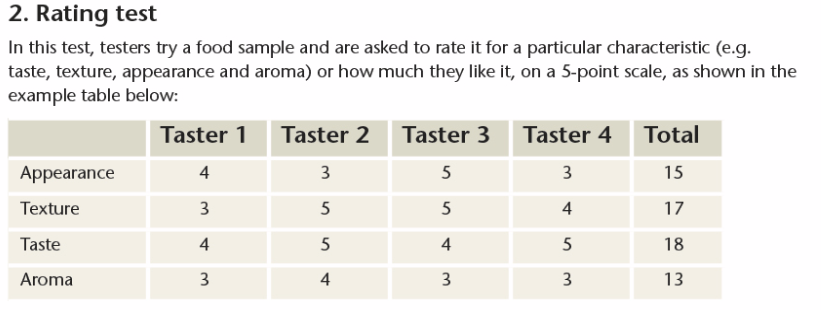 2. Rating test
In this test, testers try a food sample and are asked to rate it for a particular characteristic (e.g.
taste, texture, appearance and aroma) or how much they like it, on a 5-point scale, as shown in the
example table below:
Taster 1 Taster 2 Taster 3 Taster 4 Total
Appearance 4 3 5 3 15
Texture 3 5 5 4 17
Taste 4 5 4 5 18
Aroma 3 4 3 3 13